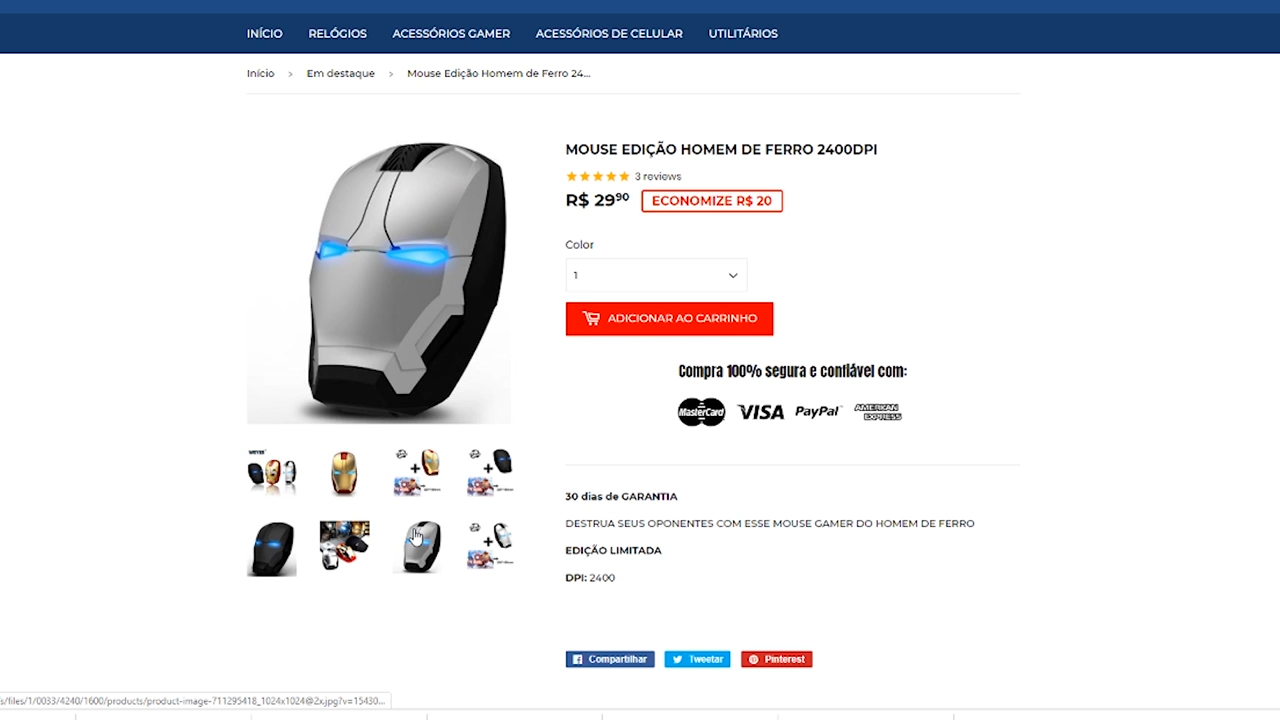 INÍCIO RELÓGIOS ACESSÓRIOS GAMER ACESSÓRIOS DE CELULAR UTILITÁRIOS
Início › Em destaque › Mouse Edição Homem de Ferro 24...
MOUSE EDIÇÃO HOMEM DE FERRO 2400DPI
3 reviews
R$ 29⁹⁰ ECONOMIZE R$ 20
Color
1
ADICIONAR AO CARRINHO
Compra 100% segura e confiável com:
MasterCard VISA PayPal AMERICAN EXPRESS
30 dias de GARANTIA
DESTRUA SEUS OPONENTES COM ESSE MOUSE GAMER DO HOMEM DE FERRO
EDIÇÃO LIMITADA
DPI: 2400
Compartilhar Tweetar Pinterest
s/files/1/0033/4240/1600/products/product-image-711295418_1024x1024@2x.jpg?v=15430...